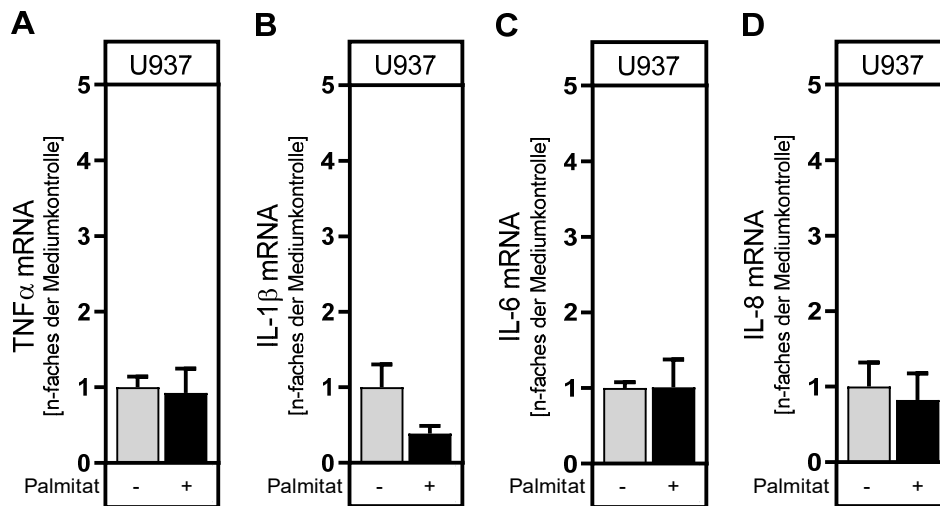 A
U937
TNFα mRNA
[n-faches der Mediumkontrolle]
5
4
3
2
1
0
Palmitat - +
B
U937
IL-1β mRNA
[n-faches der Mediumkontrolle]
5
4
3
2
1
0
Palmitat - +
C
U937
IL-6 mRNA
[n-faches der Mediumkontrolle]
5
4
3
2
1
0
Palmitat - +
D
U937
IL-8 mRNA
[n-faches der Mediumkontrolle]
5
4
3
2
1
0
Palmitat - +